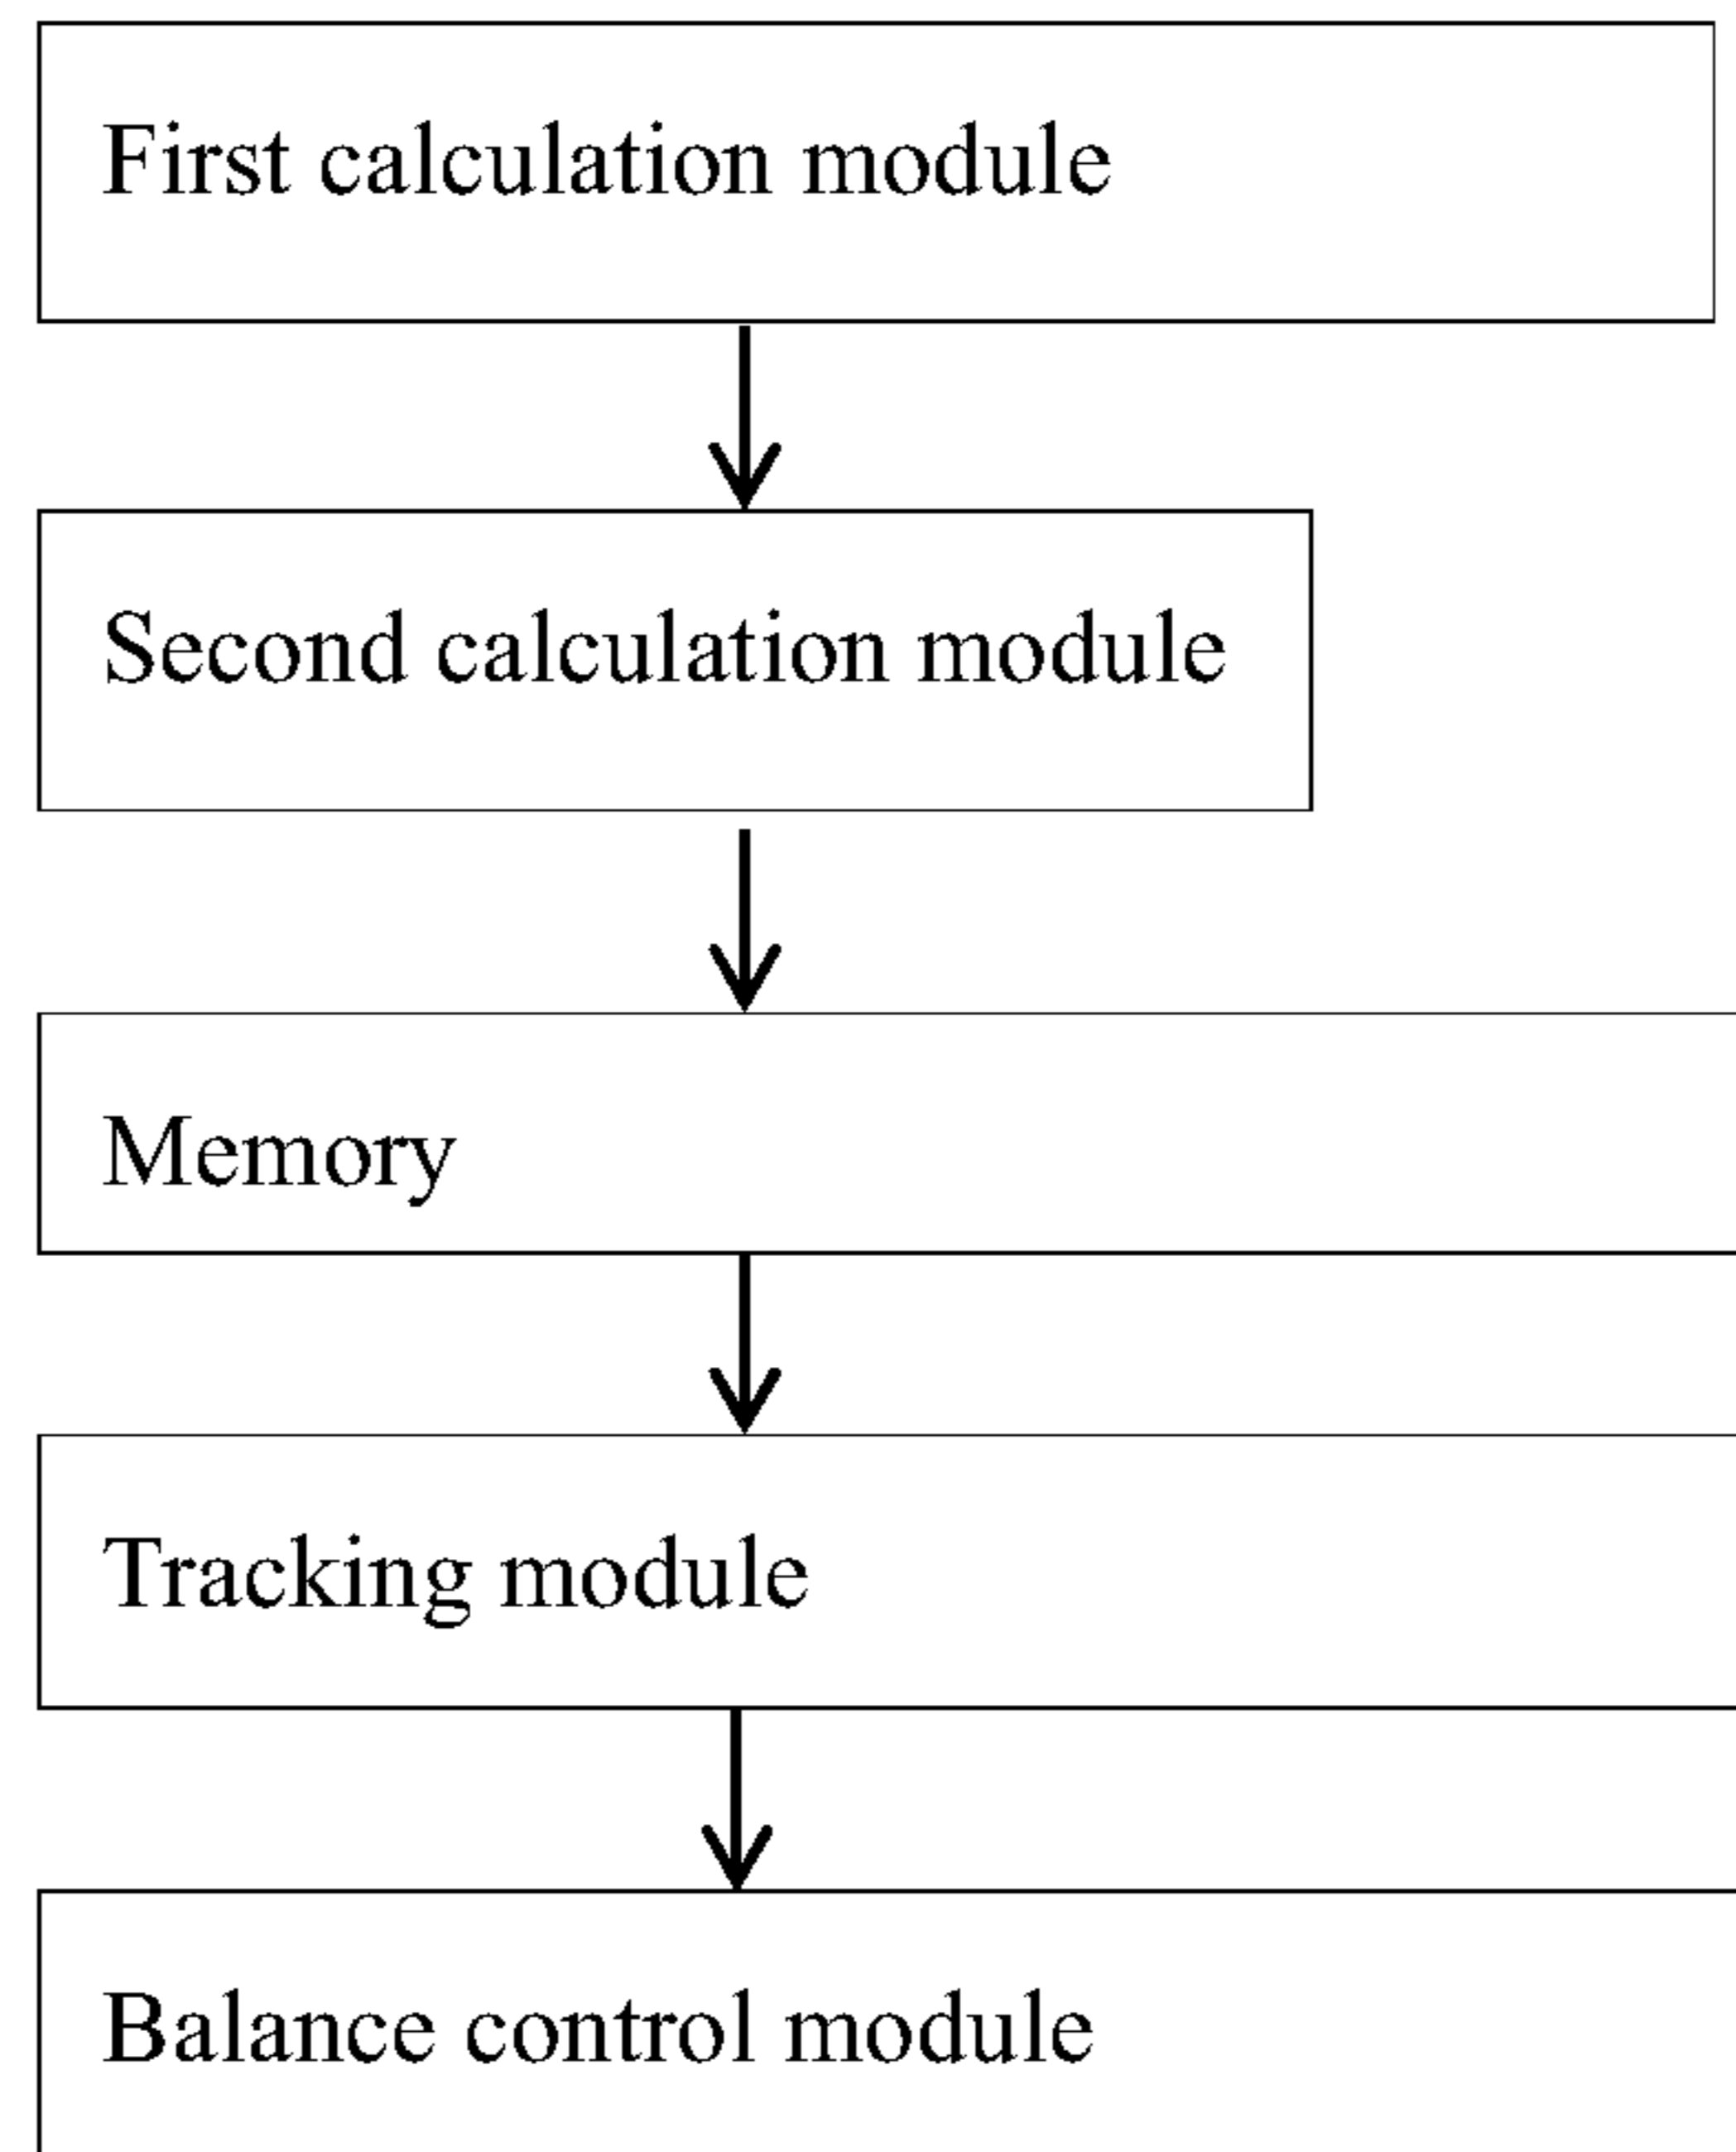 First calculation module
Second calculation module
Memory
Tracking module
Balance control module